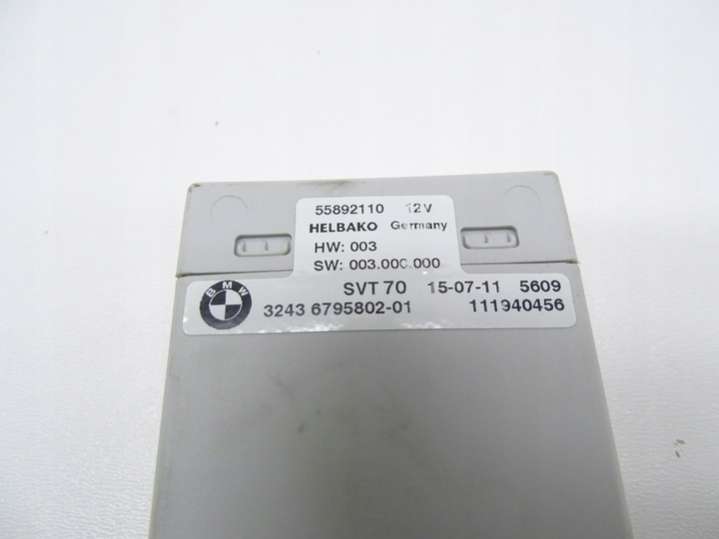 55892110 12V
HELBAKO Germany
HW: 003
SW: 003.000.000
BMW
SVT 70 15-07-11 5609
3243 6795802-01 111940456